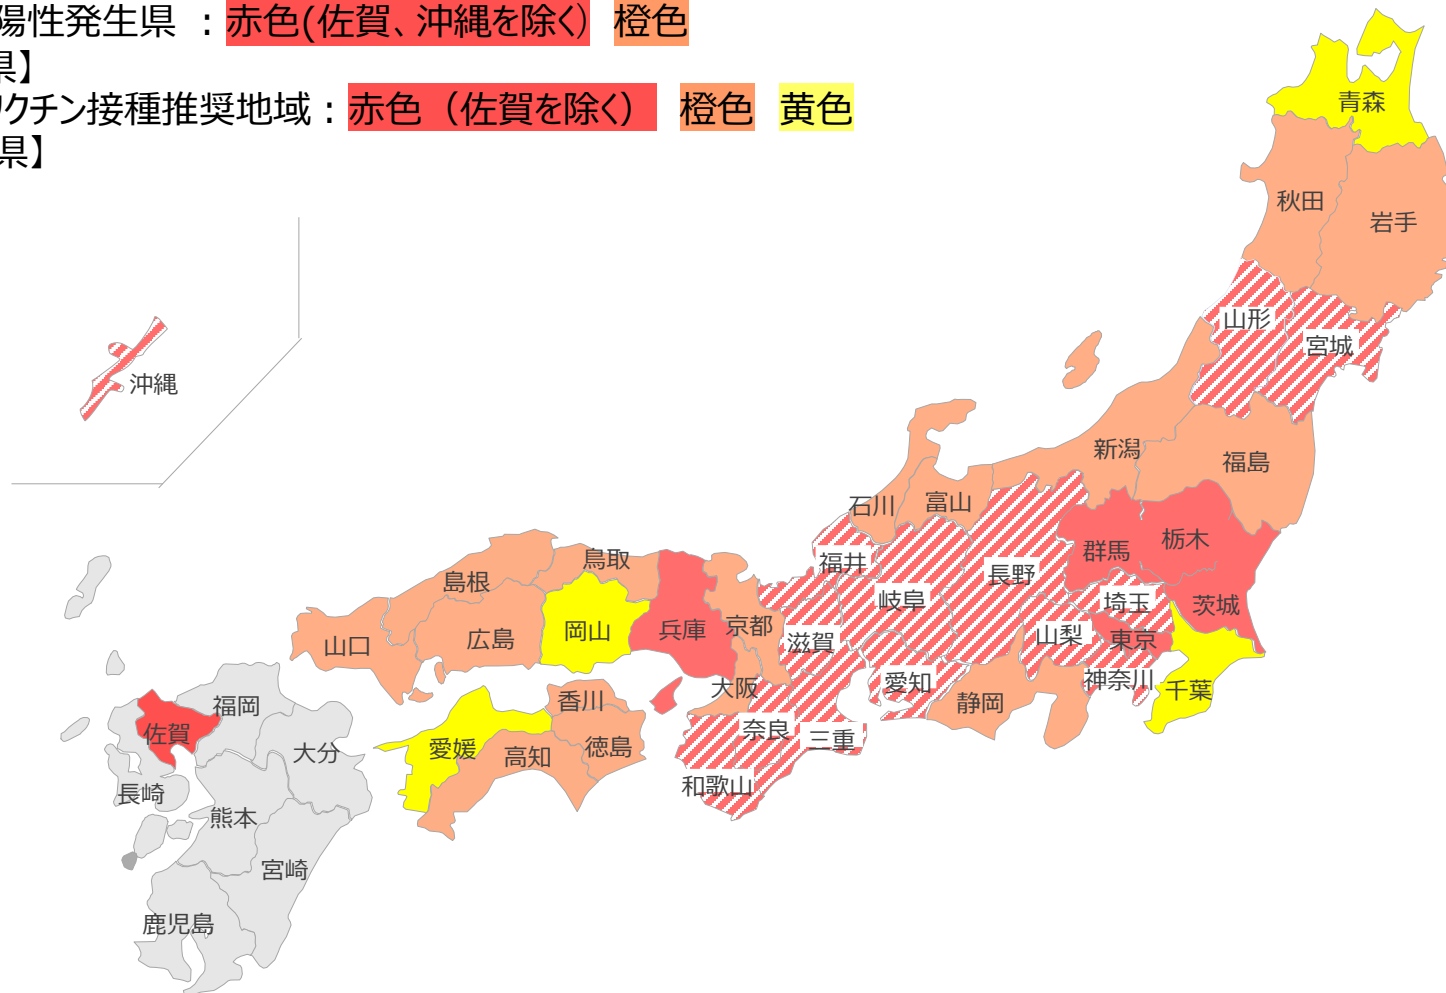 陽性発生県 : 赤色(佐賀、沖縄を除く) 橙色
県】
ワクチン接種推奨地域 : 赤色 (佐賀を除く) 橙色 黄色
県】
青森
秋田
岩手
山形
宮城
沖縄
新潟
福島
石川
富山
群馬
栃木
福井
長野
鳥取
島根
岐阜
埼玉
茨城
山口
広島
岡山
兵庫
京都
滋賀
山梨
東京
愛知
神奈川
大阪
千葉
香川
静岡
福岡
佐賀
奈良
三重
愛媛
高知
徳島
大分
和歌山
長崎
熊本
宮崎
鹿児島